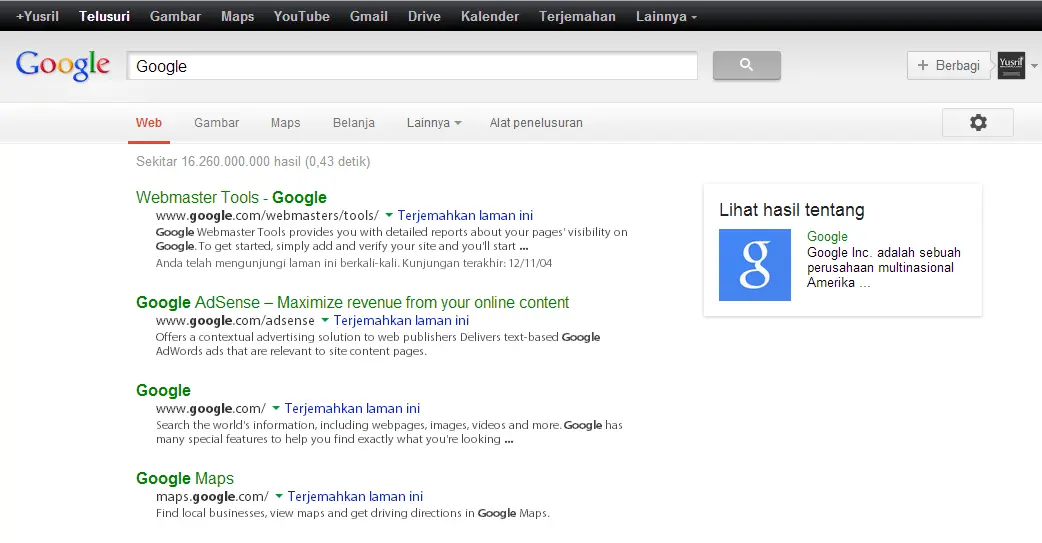 +Yusril Telusuri Gambar Maps YouTube Gmail Drive Kalender Terjemahan Lainnya
Google Google + Berbagi Yusril
Web Gambar Maps Belanja Lainnya Alat penelusuran
Sekitar 16.260.000.000 hasil (0,43 detik)
Webmaster Tools - Google
www.google.com/webmasters/tools/ Terjemahkan laman ini
Google Webmaster Tools provides you with detailed reports about your pages' visibility on
Google. To get started, simply add and verify your site and you'll start ...
Anda telah mengunjungi laman ini berkali-kali. Kunjungan terakhir: 12/11/04
Google AdSense – Maximize revenue from your online content
www.google.com/adsense Terjemahkan laman ini
Offers a contextual advertising solution to web publishers Delivers text-based Google
AdWords ads that are relevant to site content pages.
Google
www.google.com/ Terjemahkan laman ini
Search the world's information, including webpages, images, videos and more. Google has
many special features to help you find exactly what you're looking ...
Google Maps
maps.google.com/ Terjemahkan laman ini
Find local businesses, view maps and get driving directions in Google Maps.
Lihat hasil tentang
g
Google
Google Inc. adalah sebuah
perusahaan multinasional
Amerika ...